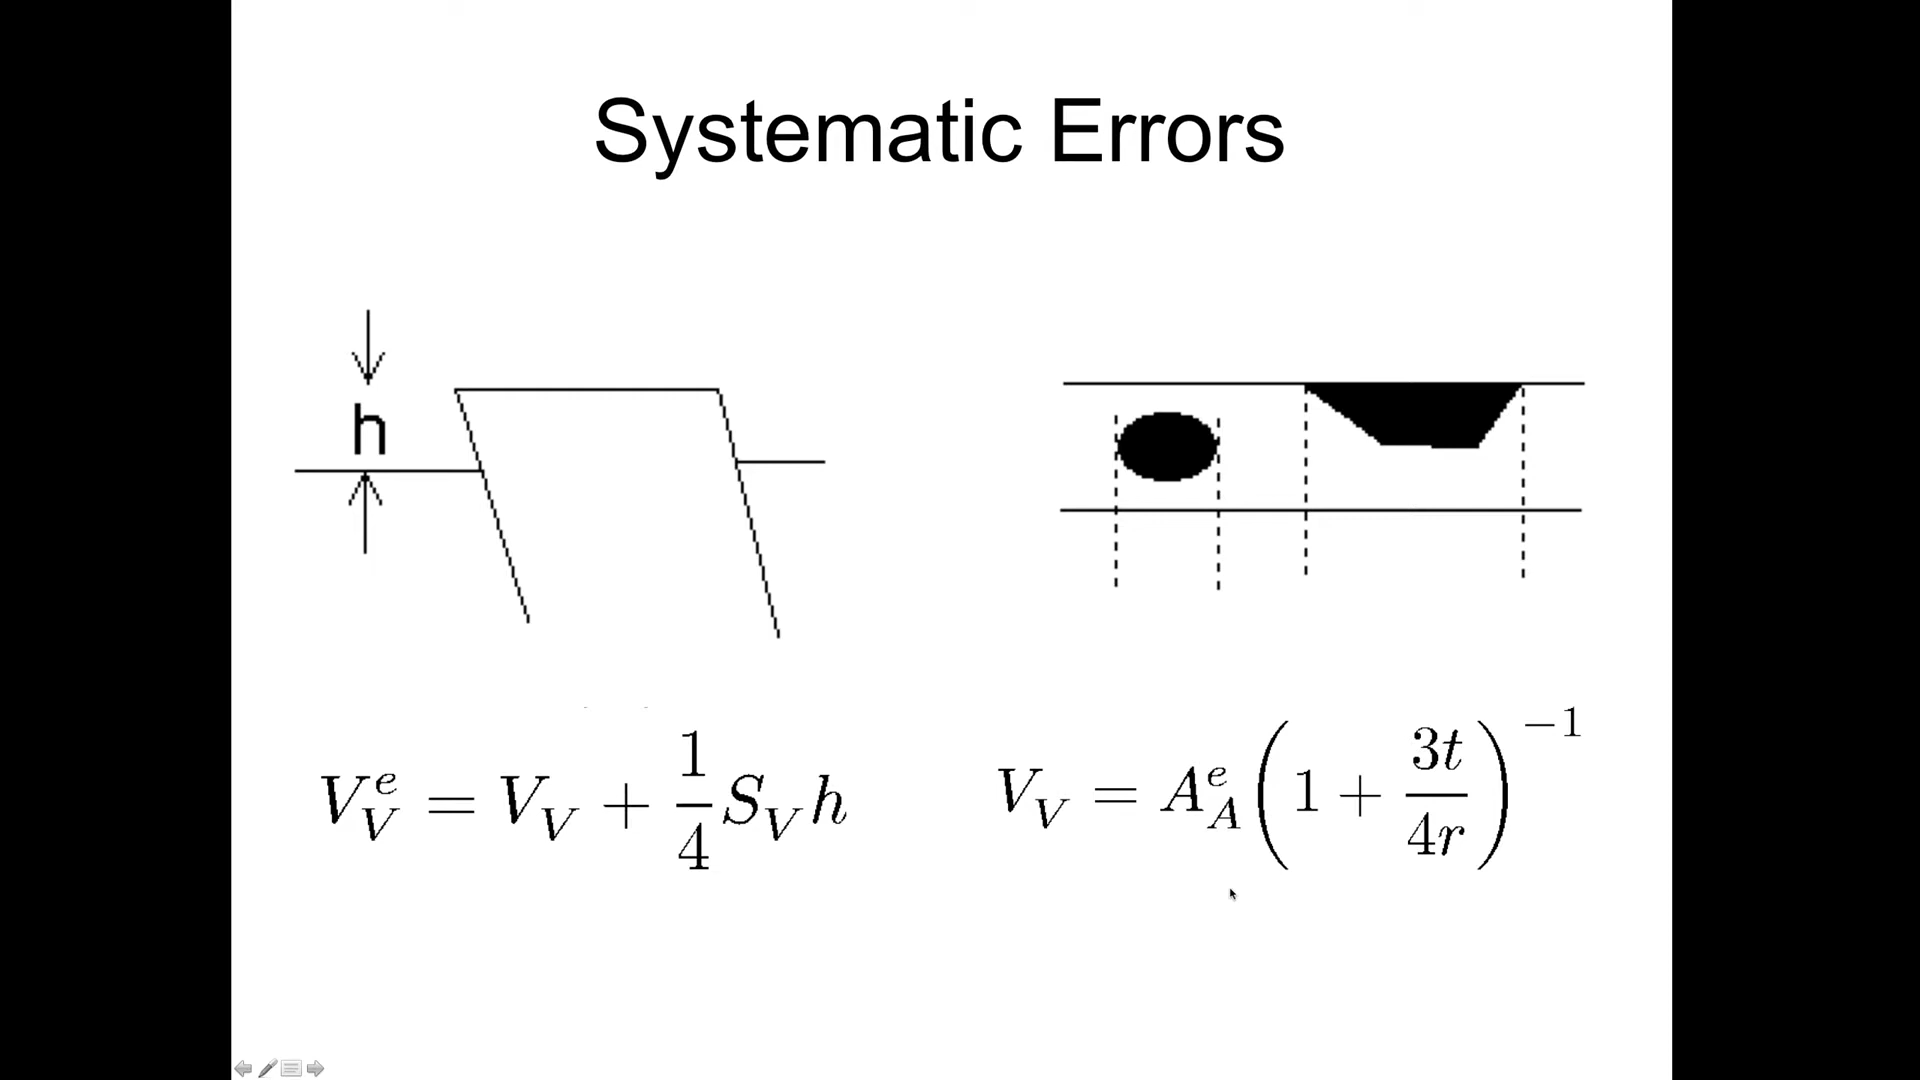 Systematic Errors
h
V_V^e = V_V + \frac{1}{4} S_V h
V_V = A_A^e \left( 1 + \frac{3t}{4r} \right)^{-1}